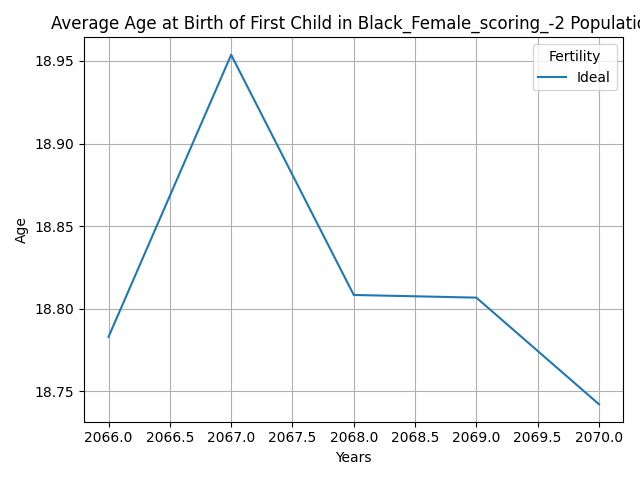 Average Age at Birth of First Child in Black_Female_scoring_-2 Populatio
Fertility
Ideal
18.95
18.90
18.85
18.80
18.75
Age
2066.0 2066.5 2067.0 2067.5 2068.0 2068.5 2069.0 2069.5 2070.0
Years